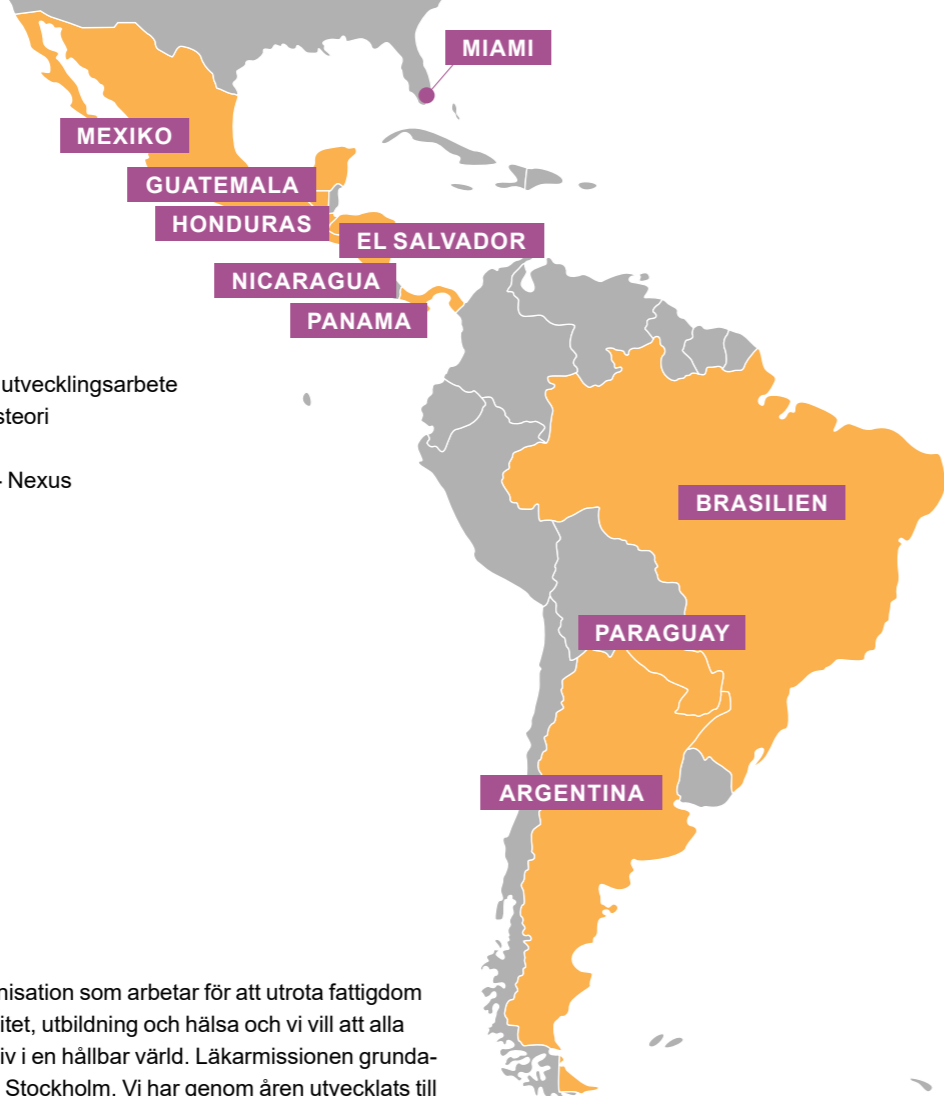 MIAMI
MEXIKO
GUATEMALA
HONDURAS
EL SALVADOR
NICARAGUA
PANAMA
utvecklingsarbete
steori
Nexus
BRASILIEN
PARAGUAY
ARGENTINA
nisation som arbetar för att utrota fattigdom
itet, utbildning och hälsa och vi vill att alla
iv i en hållbar värld. Läkarmissionen grunda-
Stockholm. Vi har genom åren utvecklats till